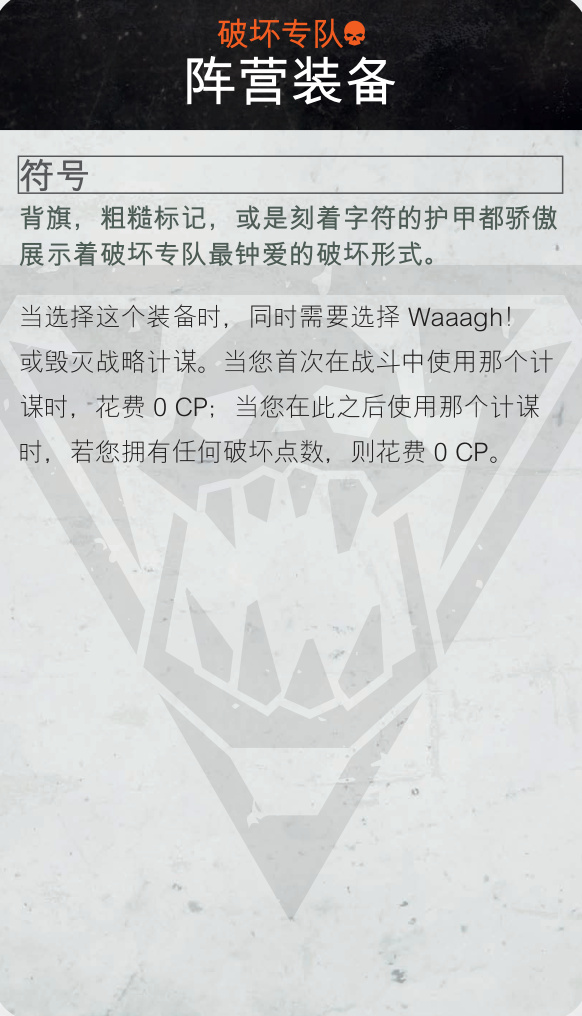 破坏专队
阵营装备
符号
背旗，粗糙标记，或是刻着字符的护甲都骄傲
展示着破坏专队最钟爱的破坏形式。
当选择这个装备时，同时需要选择 Waaagh!
或毁灭战略计谋。当您首次在战斗中使用那个计
谋时，花费 0 CP；当您在此之后使用那个计谋
时，若您拥有任何破坏点数，则花费 0 CP。